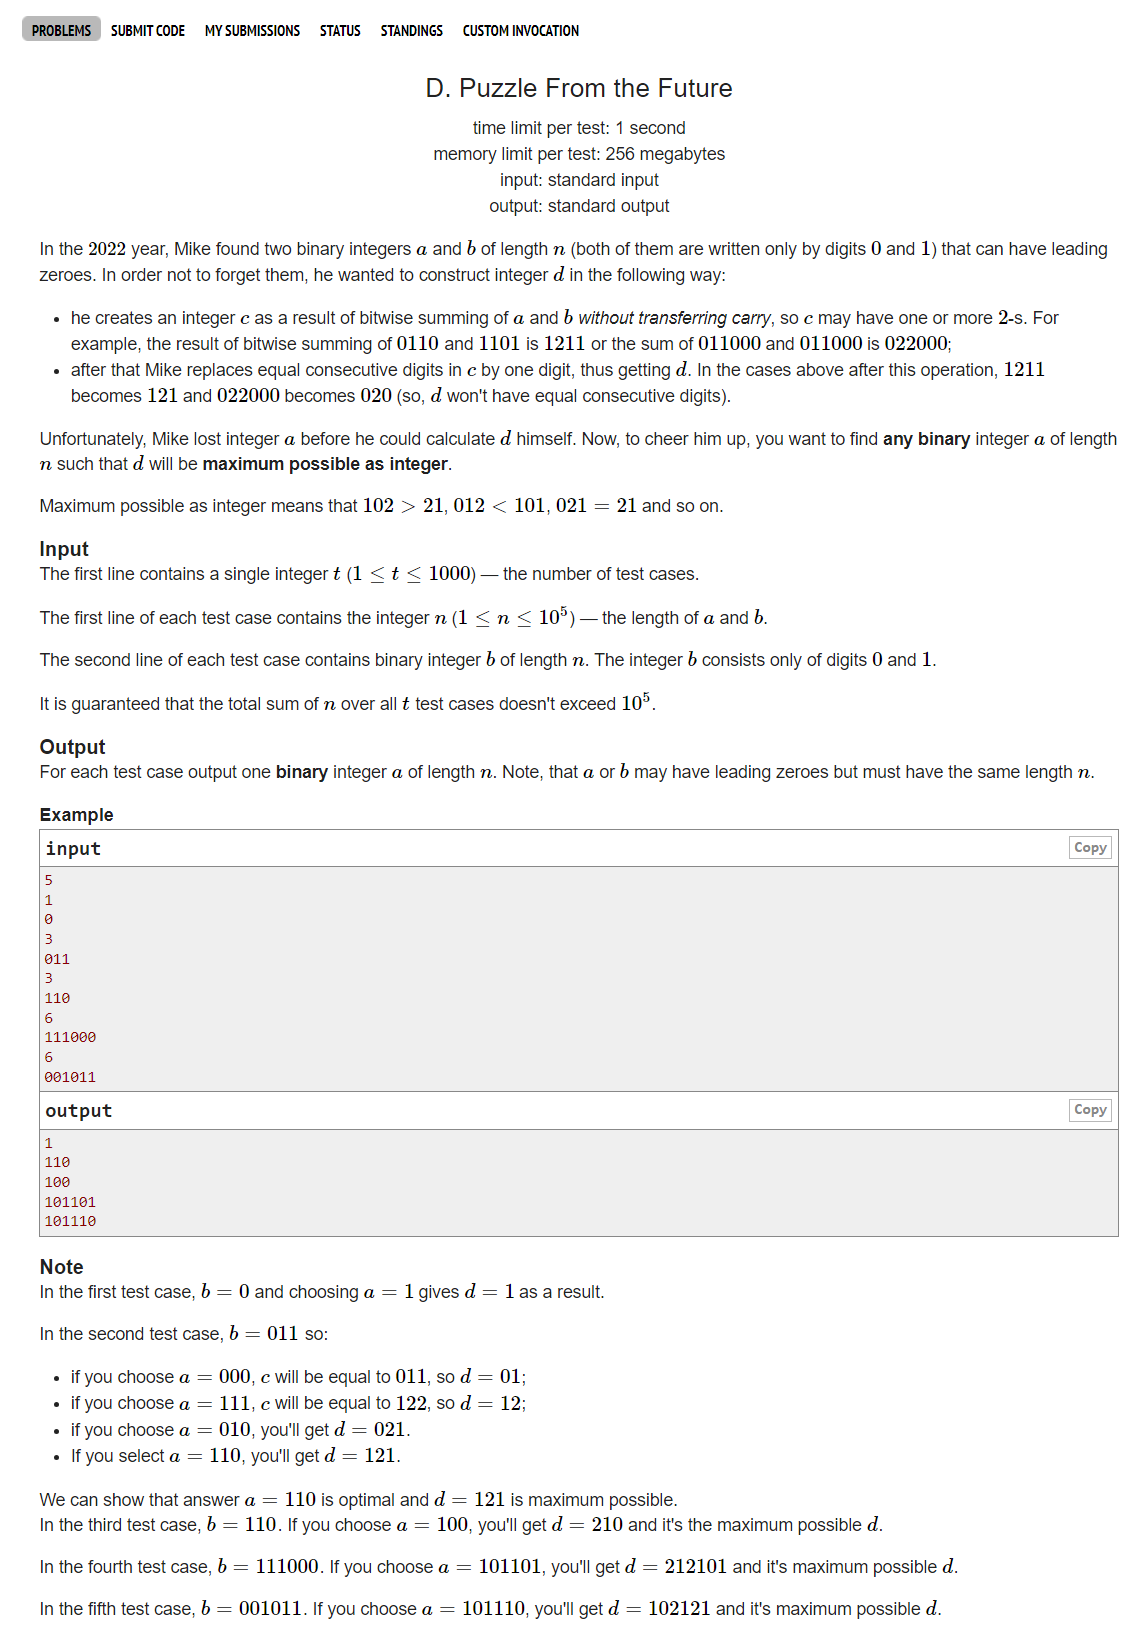 PROBLEMS SUBMIT CODE MY SUBMISSIONS STATUS STANDINGS CUSTOM INVOCATION
D. Puzzle From the Future
time limit per test: 1 second
memory limit per test: 256 megabytes
input: standard input
output: standard output
In the 2022 year, Mike found two binary integers a and b of length n (both of them are written only by digits 0 and 1) that can have leading
zeroes. In order not to forget them, he wanted to construct integer d in the following way:
• he creates an integer c as a result of bitwise summing of a and b without transferring carry, so c may have one or more 2-s. For
example, the result of bitwise summing of 0110 and 1101 is 1211 or the sum of 011000 and 011000 is 022000;
• after that Mike replaces equal consecutive digits in c by one digit, thus getting d. In the cases above after this operation, 1211
becomes 121 and 022000 becomes 020 (so, d won't have equal consecutive digits).
Unfortunately, Mike lost integer a before he could calculate d himself. Now, to cheer him up, you want to find any binary integer a of length
n such that d will be maximum possible as integer.
Maximum possible as integer means that 102 > 21, 012 < 101, 021 = 21 and so on.
Input
The first line contains a single integer t (1 ≤ t ≤ 1000) — the number of test cases.
The first line of each test case contains the integer n (1 ≤ n ≤ 10⁵) — the length of a and b.
The second line of each test case contains binary integer b of length n. The integer b consists only of digits 0 and 1.
It is guaranteed that the total sum of n over all t test cases doesn't exceed 10⁵.
Output
For each test case output one binary integer a of length n. Note, that a or b may have leading zeroes but must have the same length n.
Example
input
Copy
5
1
0
3
011
3
110
6
111000
6
001011
output
Copy
1
110
100
101101
101110
Note
In the first test case, b = 0 and choosing a = 1 gives d = 1 as a result.
In the second test case, b = 011 so:
• if you choose a = 000, c will be equal to 011, so d = 01;
• if you choose a = 111, c will be equal to 122, so d = 12;
• if you choose a = 010, you'll get d = 021.
• If you select a = 110, you'll get d = 121.
We can show that answer a = 110 is optimal and d = 121 is maximum possible.
In the third test case, b = 110. If you choose a = 100, you'll get d = 210 and it's the maximum possible d.
In the fourth test case, b = 111000. If you choose a = 101101, you'll get d = 212101 and it's maximum possible d.
In the fifth test case, b = 001011. If you choose a = 101110, you'll get d = 102121 and it's maximum possible d.